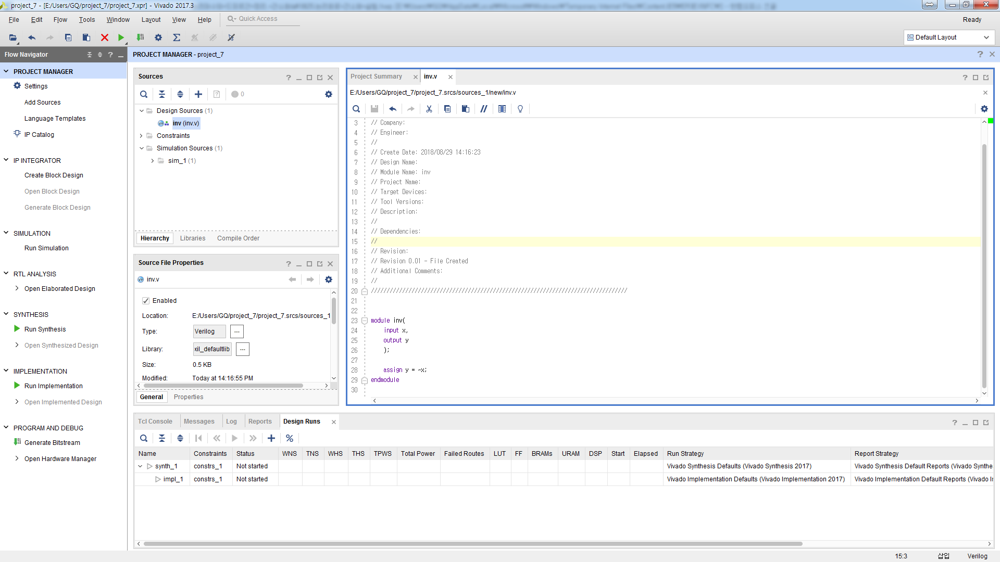 project_7 - [E:/Users/GQ/project_7/project_7.xpr] - Vivado 2017.3
File Edit Flow Tools Window Layout View Help Quick Access Ready
Default Layout
Flow Navigator
PROJECT MANAGER
Settings
Add Sources
Language Templates
IP Catalog
IP INTEGRATOR
Create Block Design
Open Block Design
Generate Block Design
SIMULATION
Run Simulation
RTL ANALYSIS
Open Elaborated Design
SYNTHESIS
Run Synthesis
Open Synthesized Design
IMPLEMENTATION
Run Implementation
Open Implemented Design
PROGRAM AND DEBUG
Generate Bitstream
Open Hardware Manager
PROJECT MANAGER - project_7
Sources
0
Design Sources (1)
inv (inv.v)
Constraints
Simulation Sources (1)
sim_1 (1)
Hierarchy Libraries Compile Order
Source File Properties
inv.v
Enabled
Location: E:/Users/GQ/project_7/project_7.srcs/sources_1
Type: Verilog ...
Library: xil_defaultlib ...
Size: 0.5 KB
Modified: Today at 14:16:55 PM
General Properties
Project Summary inv.v
E:/Users/GQ/project_7/project_7.srcs/sources_1/new/inv.v
3 // Company:
4 // Engineer:
5 //
6 // Create Date: 2018/08/29 14:16:23
7 // Design Name:
8 // Module Name: inv
9 // Project Name:
10 // Target Devices:
11 // Tool Versions:
12 // Description:
13 //
14 // Dependencies:
15 //
16 // Revision:
17 // Revision 0.01 - File Created
18 // Additional Comments:
19 //
20 //////////////////////////////////////////////////////////////////////////////////
21
22
23 module inv(
24 input x,
25 output y
26 );
27
28 assign y = ~x;
29 endmodule
30
Tcl Console Messages Log Reports Design Runs
Name Constraints Status WNS TNS WHS THS TPWS Total Power Failed Routes LUT FF BRAMs URAM DSP Start Elapsed Run Strategy Report Strategy
synth_1 constrs_1 Not started Vivado Synthesis Defaults (Vivado Synthesis 2017) Vivado Synthesis Default Reports (Vivado Synthe
impl_1 constrs_1 Not started Vivado Implementation Defaults (Vivado Implementation 2017) Vivado Implementation Default Reports (Vivado I
15:3 삽입 Verilog